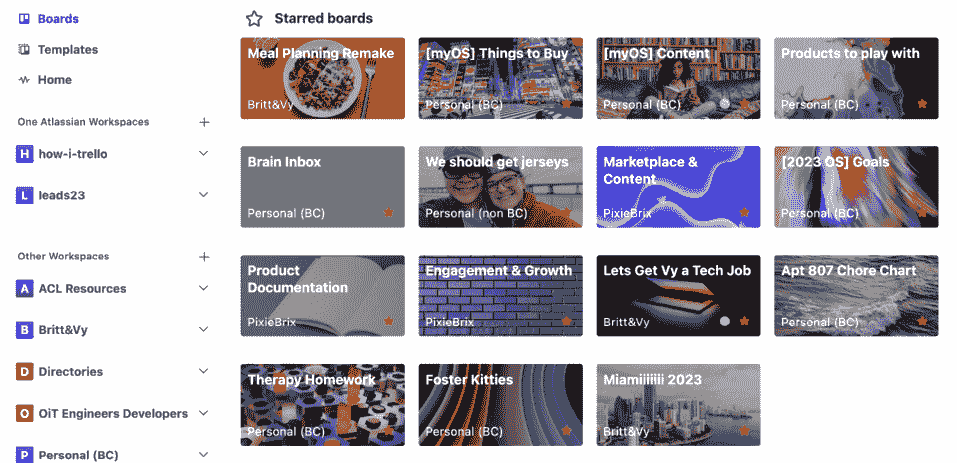 Boards
Templates
Home
One Atlassian Workspaces
H how-i-trello
L leads23
Other Workspaces
A ACL Resources
B Britt&Vy
D Directories
O OiT Engineers Developers
P Personal (BC)
Starred boards
Meal Planning Remake
Britt&Vy
[myOS] Things to Buy
Personal (BC)
[myOS] Content
Personal (BC)
Products to play with
Personal (BC)
Brain Inbox
Personal (BC)
We should get jerseys
Personal (non BC)
Marketplace &
Content
PixieBrix
[2023 OS] Goals
Personal (BC)
Product
Documentation
PixieBrix
Engagement & Growth
PixieBrix
Lets Get Vy a Tech Job
Britt&Vy
Apt 807 Chore Chart
Personal (BC)
Therapy Homework
Personal (BC)
Foster Kitties
Personal (BC)
Miamiiiiiii 2023
Britt&Vy